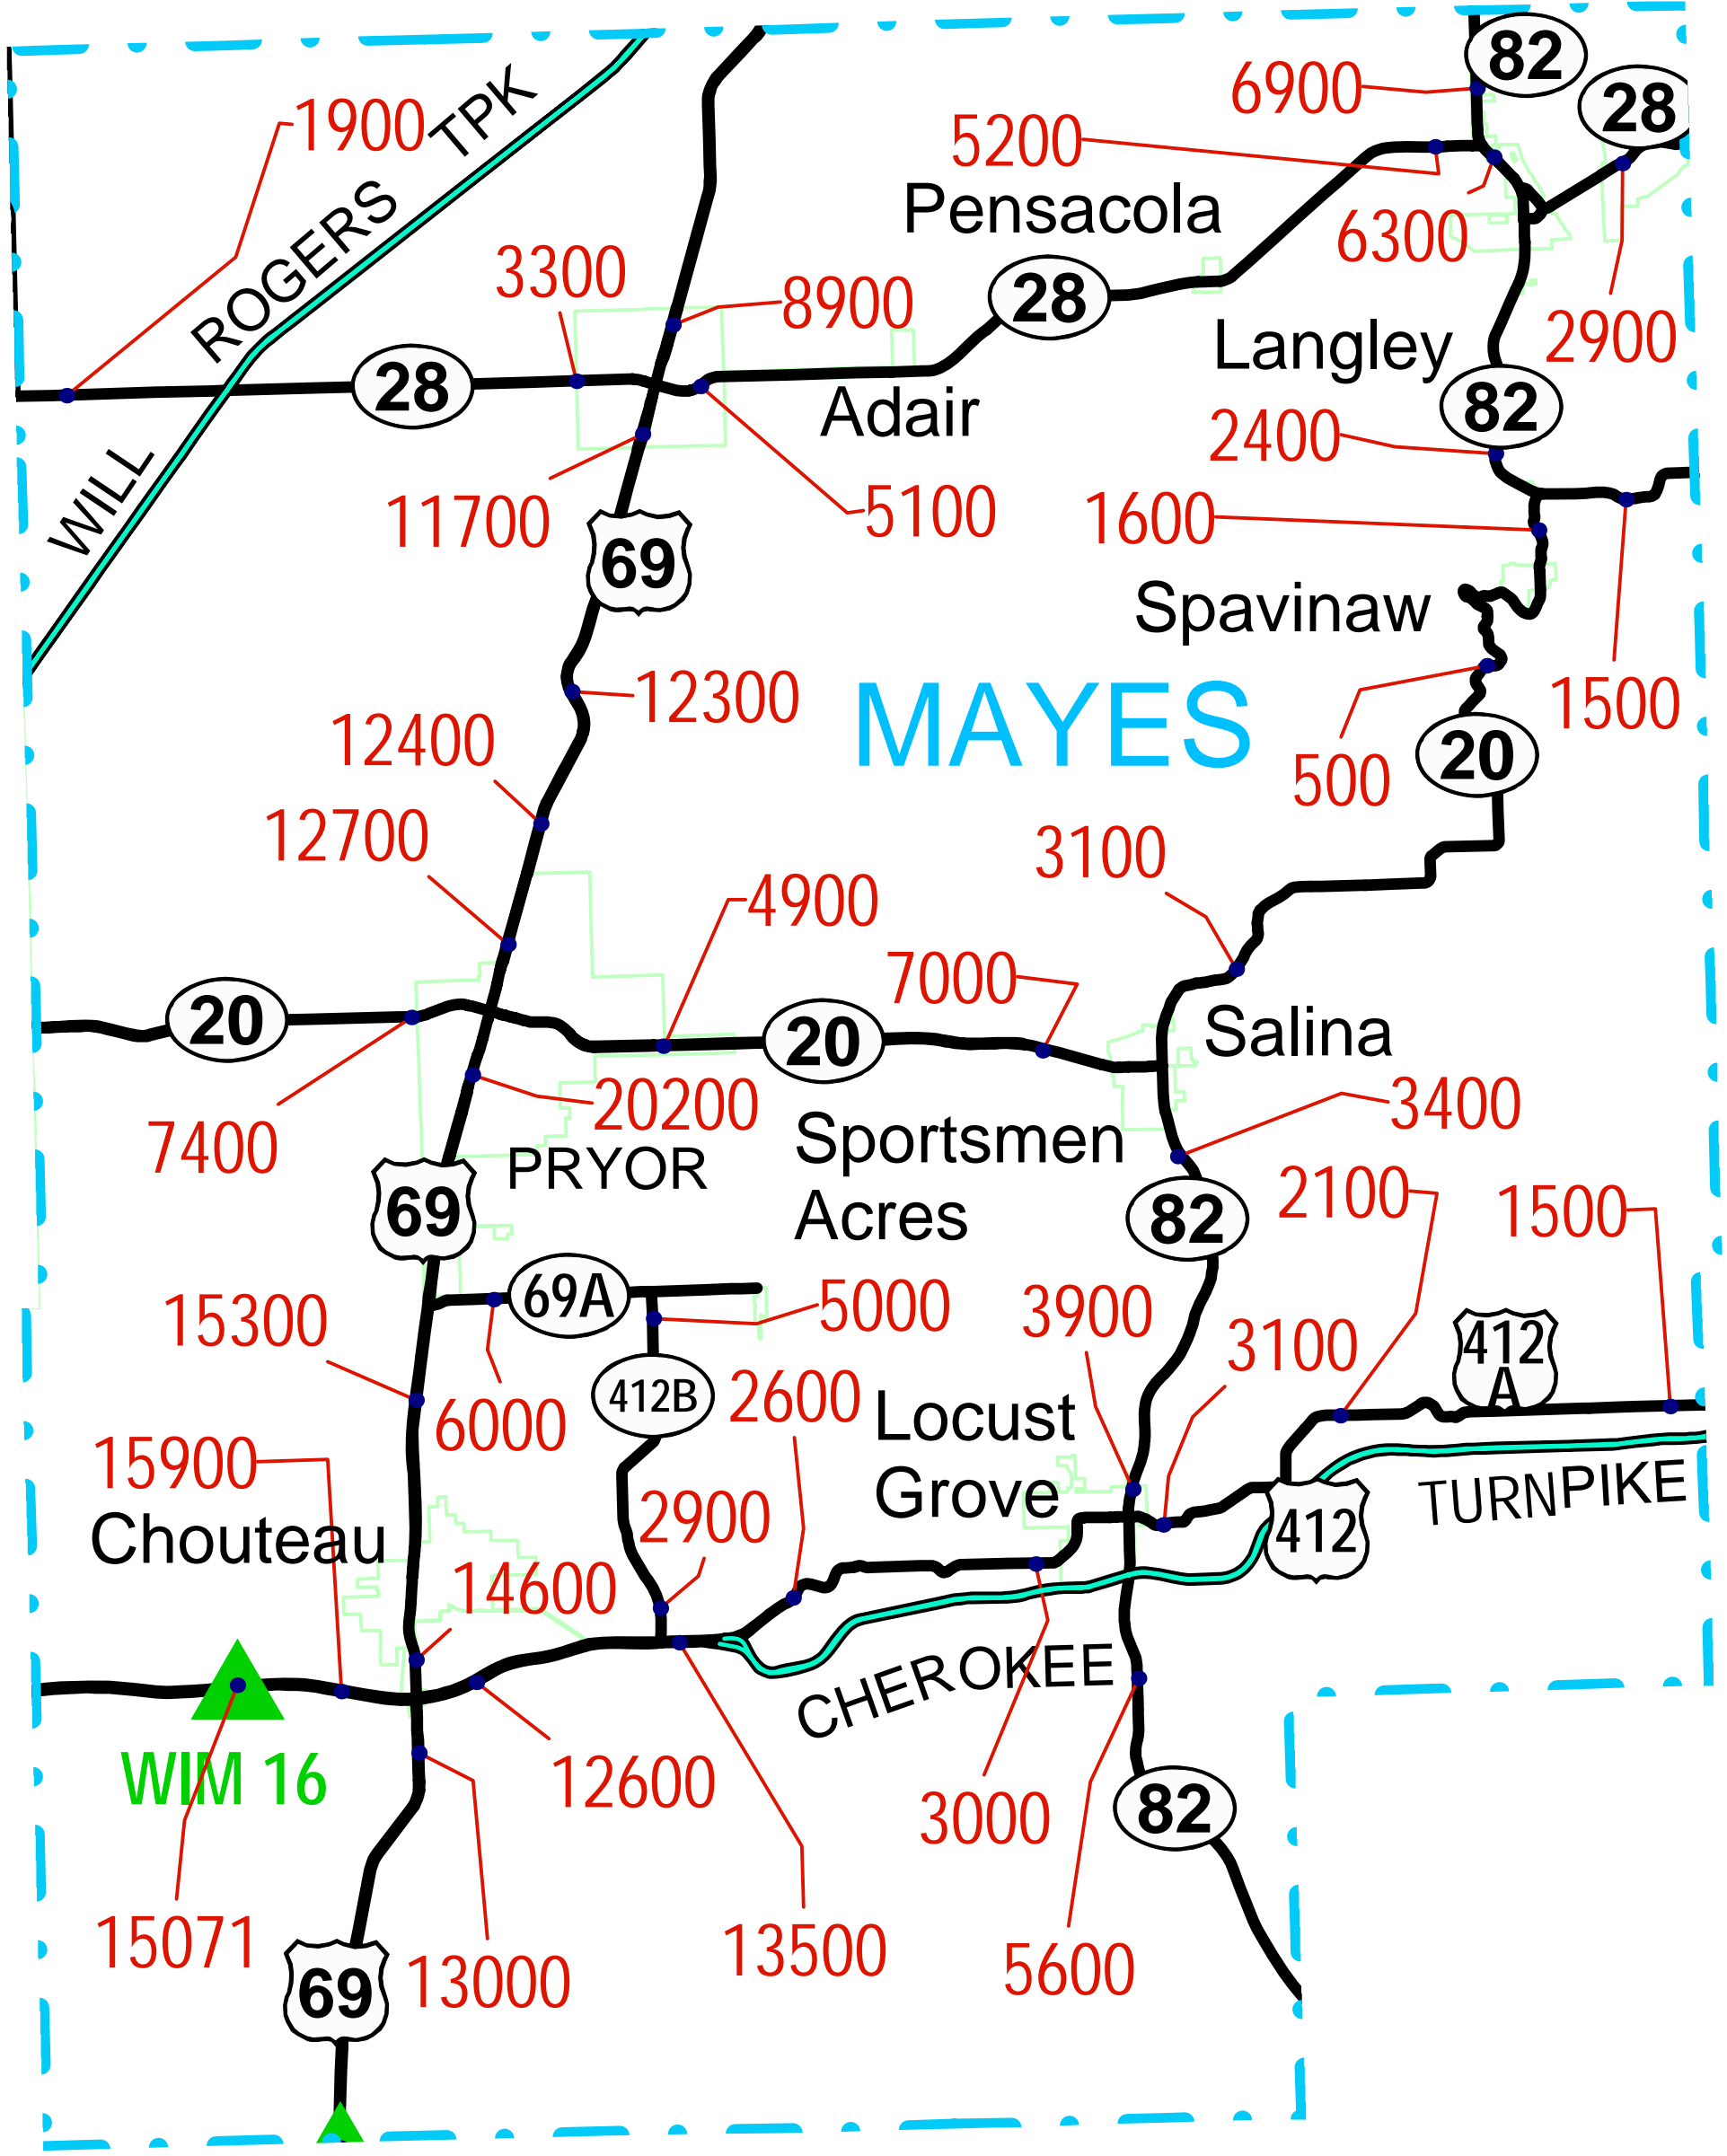 82
6900
28
1900
TPK
5200
Pensacola
ROGERS
6300
3300
8900
28
2900
Langley
28
Adair
82
2400
WILL
11700
5100
1600
69
Spavinaw
12300
MAYES
1500
12400
500
20
12700
3100
4900
7000
20
20
Salina
7400
20200
3400
PRYOR
Sportsmen
Acres
69
82
2100
1500
69A
5000
15300
3900
3100
412
A
6000
412B
2600
Locust
Grove
15900
Chouteau
2900
TURNPIKE
412
14600
CHEROKEE
WIM 16
12600
3000
82
15071
13000
13500
5600
69